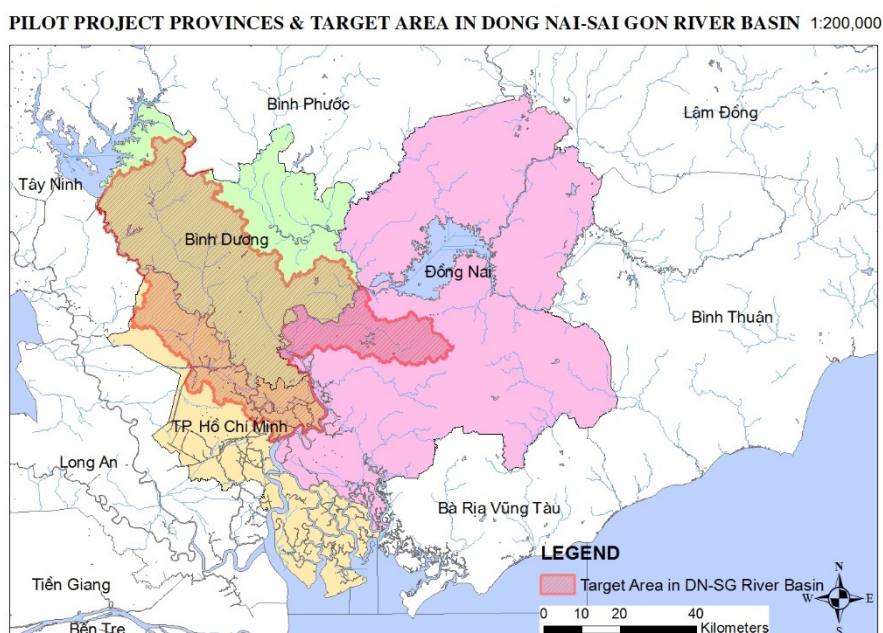 PILOT PROJECT PROVINCES & TARGET AREA IN DONG NAI-SAI GON RIVER BASIN 1:200,000
Bình Phước
Lâm Đồng
Tây Ninh
Bình Dương
Đồng Nai
Bình Thuận
TP. Hồ Chí Minh
Long An
Bà Rịa Vũng Tàu
LEGEND
Tiền Giang
Target Area in DN-SG River Basin
N
W E
S
0 10 20 40
Kilometers
Bến Tre